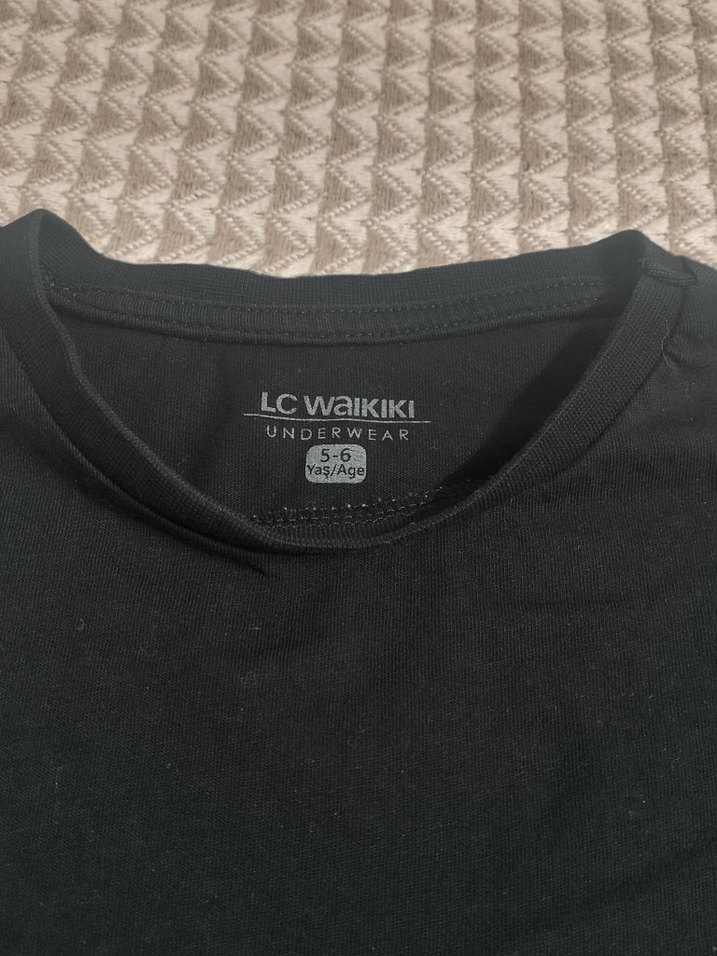 LC WAIKIKI
UNDERWEAR
5-6
Yaş/Age